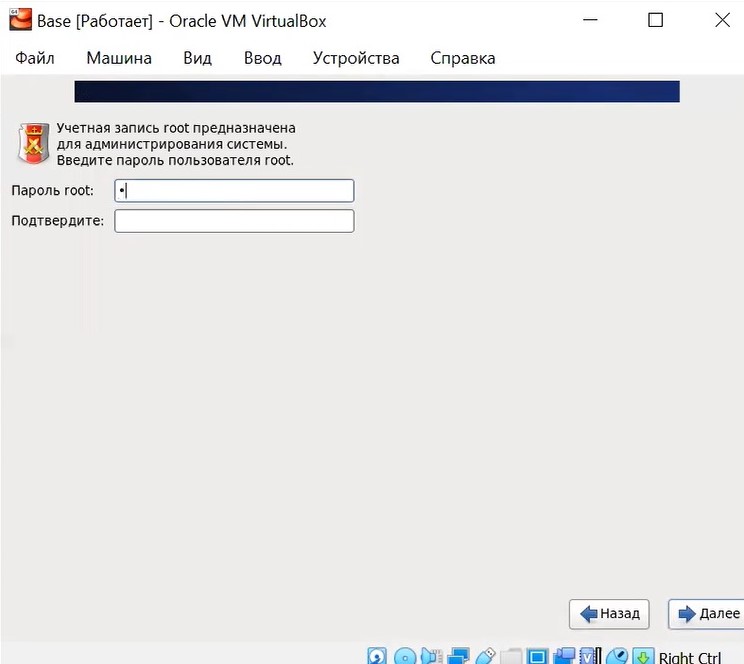 Base [Работает] - Oracle VM VirtualBox
Файл Машина Вид Ввод Устройства Справка
Учетная запись root предназначена
для администрирования системы.
Введите пароль пользователя root.
Пароль root: •
Подтвердите:
Назад Далее
Right Ctrl